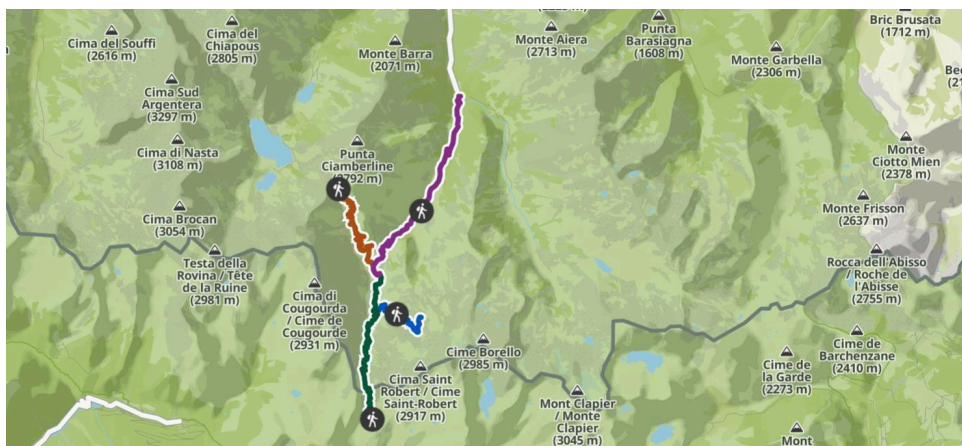 Cima del Souffi
(2616 m)
Cima del
Chiapous
(2805 m)
Monte Barra
(2071 m)
Monte Aiera
(2713 m)
Punta
Barasiagna
(1608 m)
Monte Garbella
(2306 m)
Bric Brusata
(1712 m)
Cima Sud
Argentera
(3297 m)
Cima di Nasta
(3108 m)
Punta
Ciamberline
Monte
Ciotto Mien
(2378 m)
Cima Brocan
(3054 m)
Monte Frisson
(2637 m)
Testa della
Rovina / Tête
de la Ruine
(2981 m)
Rocca dell'Abisso
/ Roche de
l'Abisse
(2755 m)
Cima di
Cougourda
/ Cime de
Cougourde
(2931 m)
Cime Borello
(2985 m)
Cime de
Barchenzane
(2410 m)
Cime de
la Garde
(2273 m)
Cima Saint
Robert / Cime
Saint-Robert
(2917 m)
Mont Clapier /
Monte
Clapier
(3045 m)
Mont